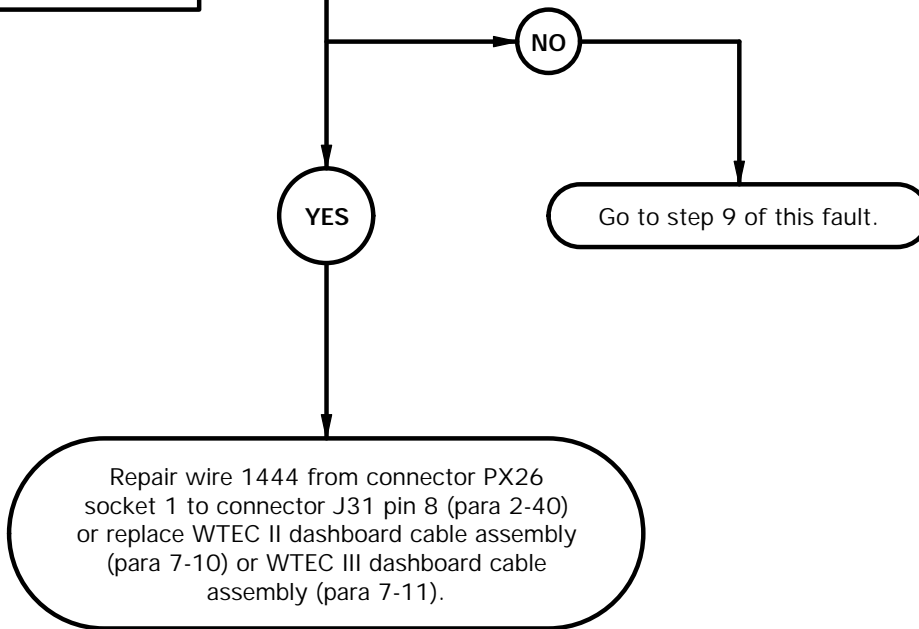 NO
YES
Go to step 9 of this fault.
Repair wire 1444 from connector PX26
socket 1 to connector J31 pin 8 (para 2-40)
or replace WTEC II dashboard cable assembly
(para 7-10) or WTEC III dashboard cable
assembly (para 7-11).